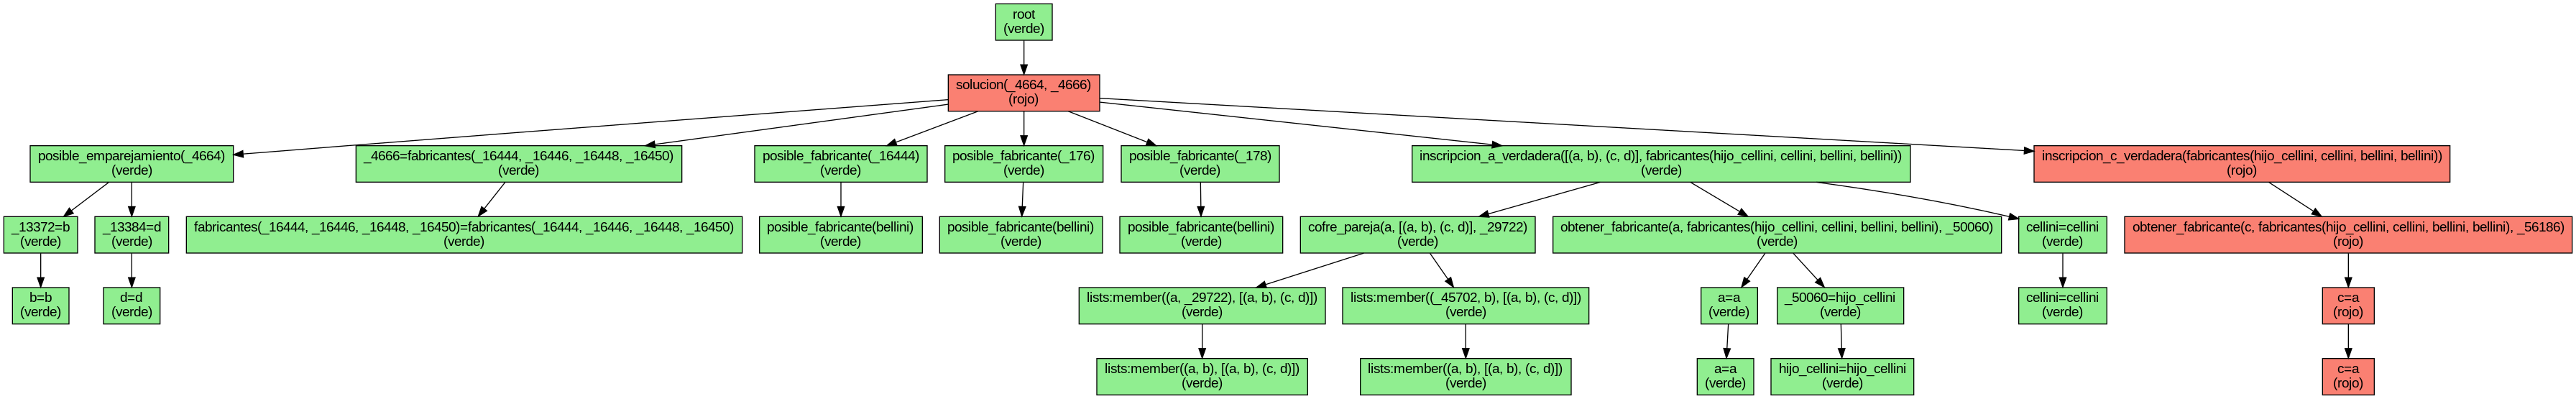 root
(verde)
solucion(_4664, _4666)
(rojo)
posible_emparejamiento(_4664)
(verde)
_4666=fabricantes(_16444, _16446, _16448, _16450)
(verde)
posible_fabricante(_16444)
(verde)
posible_fabricante(_176)
(verde)
posible_fabricante(_178)
(verde)
inscripcion_a_verdadera([(a, b), (c, d)], fabricantes(hijo_cellini, cellini, bellini, bellini))
(verde)
inscripcion_c_verdadera(fabricantes(hijo_cellini, cellini, bellini, bellini))
(rojo)
_13372=b
(verde)
_13384=d
(verde)
fabricantes(_16444, _16446, _16448, _16450)=fabricantes(_16444, _16446, _16448, _16450)
(verde)
posible_fabricante(bellini)
(verde)
posible_fabricante(bellini)
(verde)
posible_fabricante(bellini)
(verde)
cofre_pareja(a, [(a, b), (c, d)], _29722)
(verde)
obtener_fabricante(a, fabricantes(hijo_cellini, cellini, bellini, bellini), _50060)
(verde)
cellini=cellini
(verde)
obtener_fabricante(c, fabricantes(hijo_cellini, cellini, bellini, bellini), _56186)
(rojo)
b=b
(verde)
d=d
(verde)
lists:member((a, _29722), [(a, b), (c, d)])
(verde)
lists:member((_45702, b), [(a, b), (c, d)])
(verde)
a=a
(verde)
_50060=hijo_cellini
(verde)
cellini=cellini
(verde)
c=a
(rojo)
lists:member((a, b), [(a, b), (c, d)])
(verde)
lists:member((a, b), [(a, b), (c, d)])
(verde)
a=a
(verde)
hijo_cellini=hijo_cellini
(verde)
c=a
(rojo)